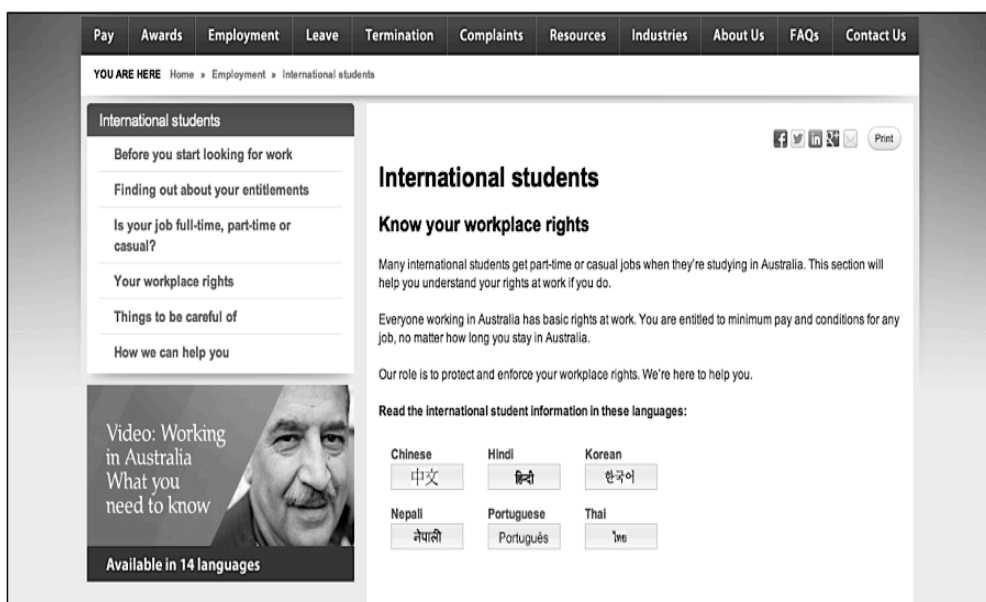 Pay Awards Employment Leave Termination Complaints Resources Industries About Us FAQs Contact Us
YOU ARE HERE Home » Employment » International students
International students
Before you start looking for work
Finding out about your entitlements
Is your job full-time, part-time or
casual?
Your workplace rights
Things to be careful of
How we can help you
Video: Working
in Australia
What you
need to know
Available in 14 languages
Print
International students
Know your workplace rights
Many international students get part-time or casual jobs when they're studying in Australia. This section will
help you understand your rights at work if you do.
Everyone working in Australia has basic rights at work. You are entitled to minimum pay and conditions for any
job, no matter how long you stay in Australia.
Our role is to protect and enforce your workplace rights. We're here to help you.
Read the international student information in these languages:
Chinese Hindi Korean
中文 हिन्दी 한국어
Nepali Portuguese Thai
नेपाली Português ไทย